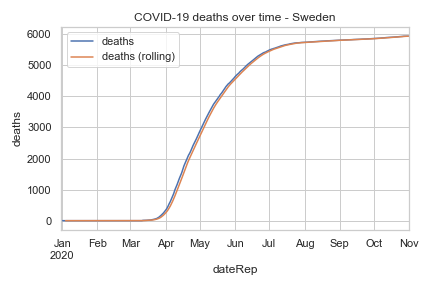 COVID-19 deaths over time - Sweden
deaths
deaths (rolling)
6000
5000
4000
3000
2000
1000
0
deaths
Jan Feb Mar Apr May Jun Jul Aug Sep Oct Nov
2020
dateRep